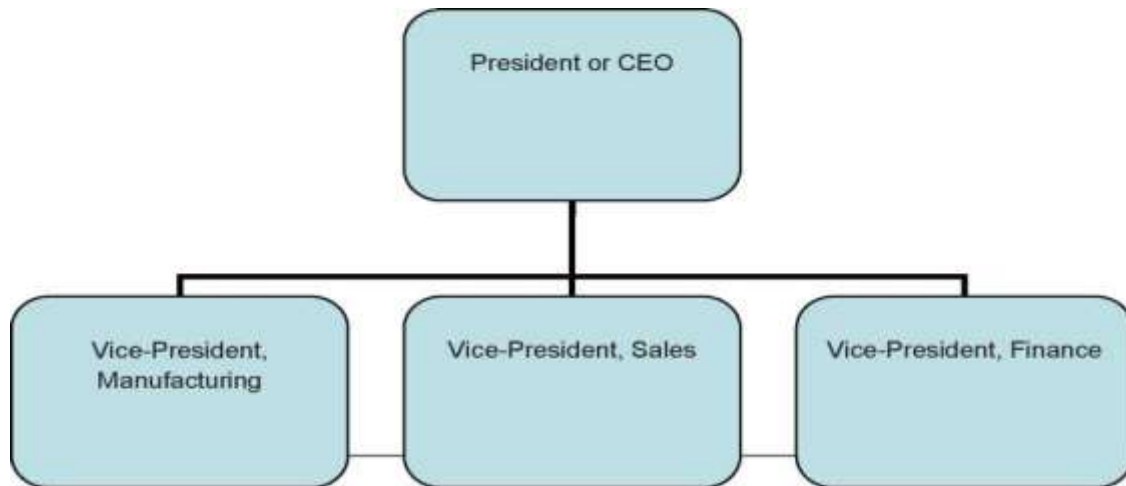 President or CEO
Vice-President,
Manufacturing
Vice-President, Sales
Vice-President, Finance